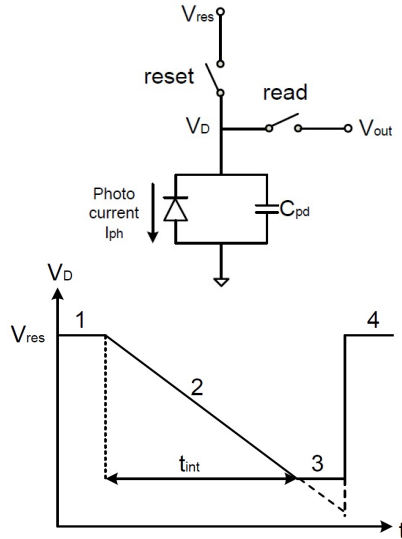 Vres
reset
read
VD
Vout
Photo
current
Iph
Cpd
VD
Vres
1
2
3
4
tint
t